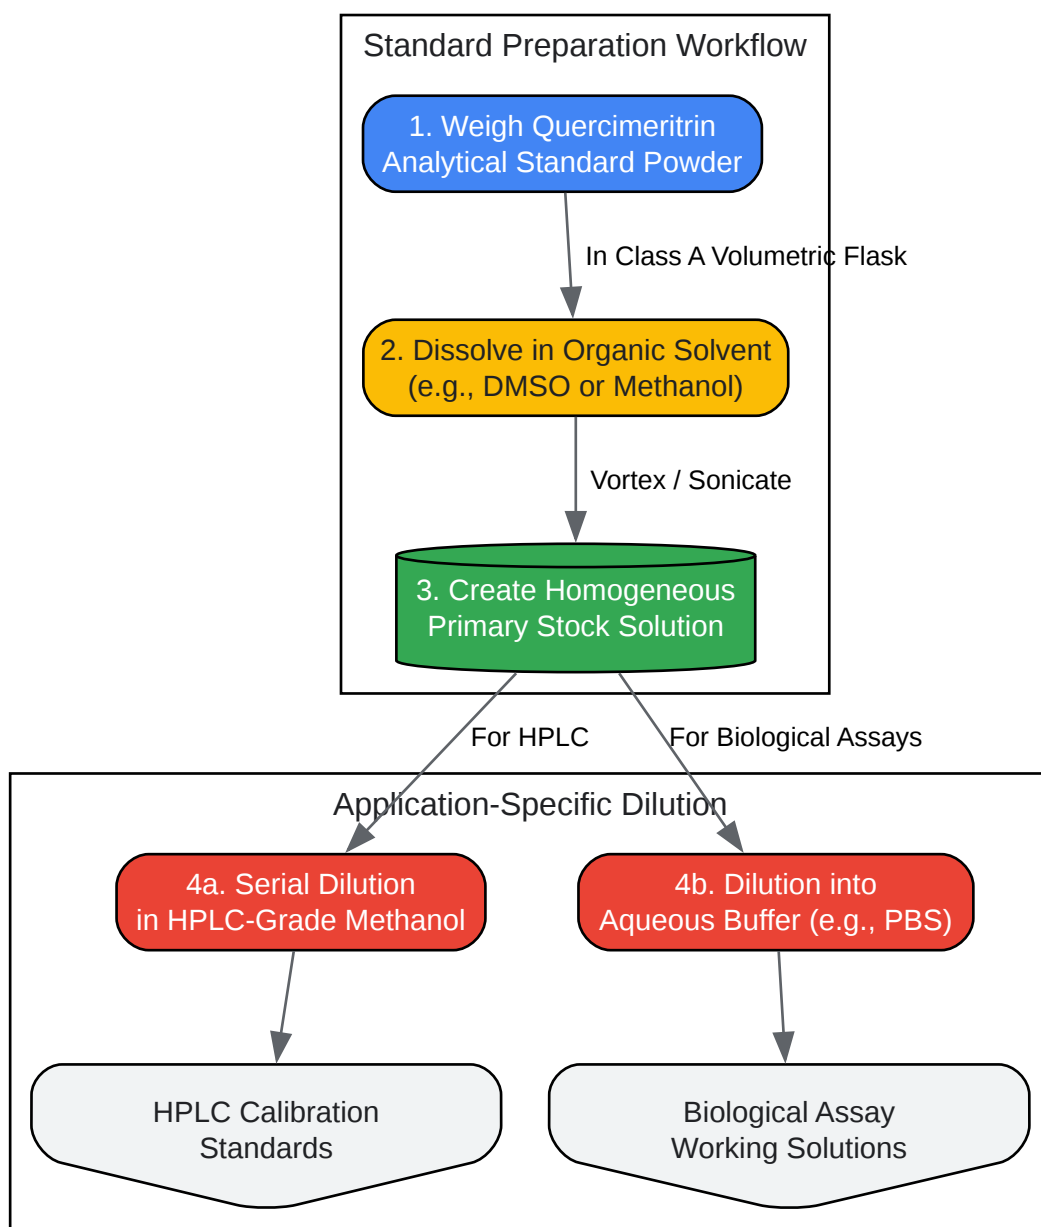 Standard Preparation Workflow
1. Weigh Quercimeritrin
Analytical Standard Powder
In Class A Volumetric Flask
2. Dissolve in Organic Solvent
(e.g., DMSO or Methanol)
Vortex / Sonicate
3. Create Homogeneous
Primary Stock Solution
For HPLC
For Biological Assays
Application-Specific Dilution
4a. Serial Dilution
in HPLC-Grade Methanol
4b. Dilution into
Aqueous Buffer (e.g., PBS)
HPLC Calibration
Standards
Biological Assay
Working Solutions